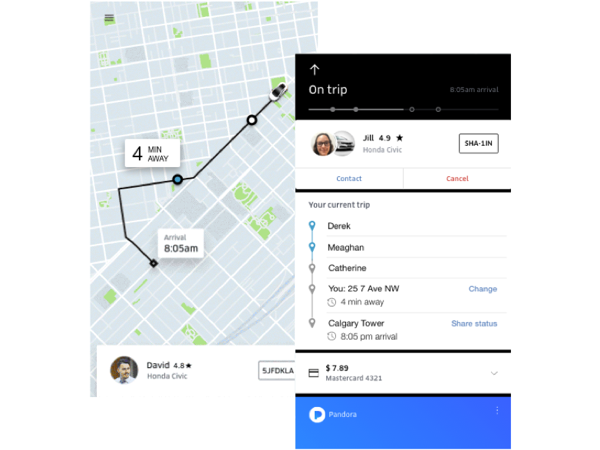 4 MIN
AWAY
Arrival
8:05am
David 4.8★
Honda Civic
5JFDKLA
On trip
8:05am arrival
Jill 4.9 ★
Honda Civic
SHA-1IN
Contact
Cancel
Your current trip
Derek
Meaghan
Catherine
You: 25 7 Ave NW
Change
4 min away
Calgary Tower
Share status
8:05 pm arrival
$ 7.89
Mastercard 4321
Pandora